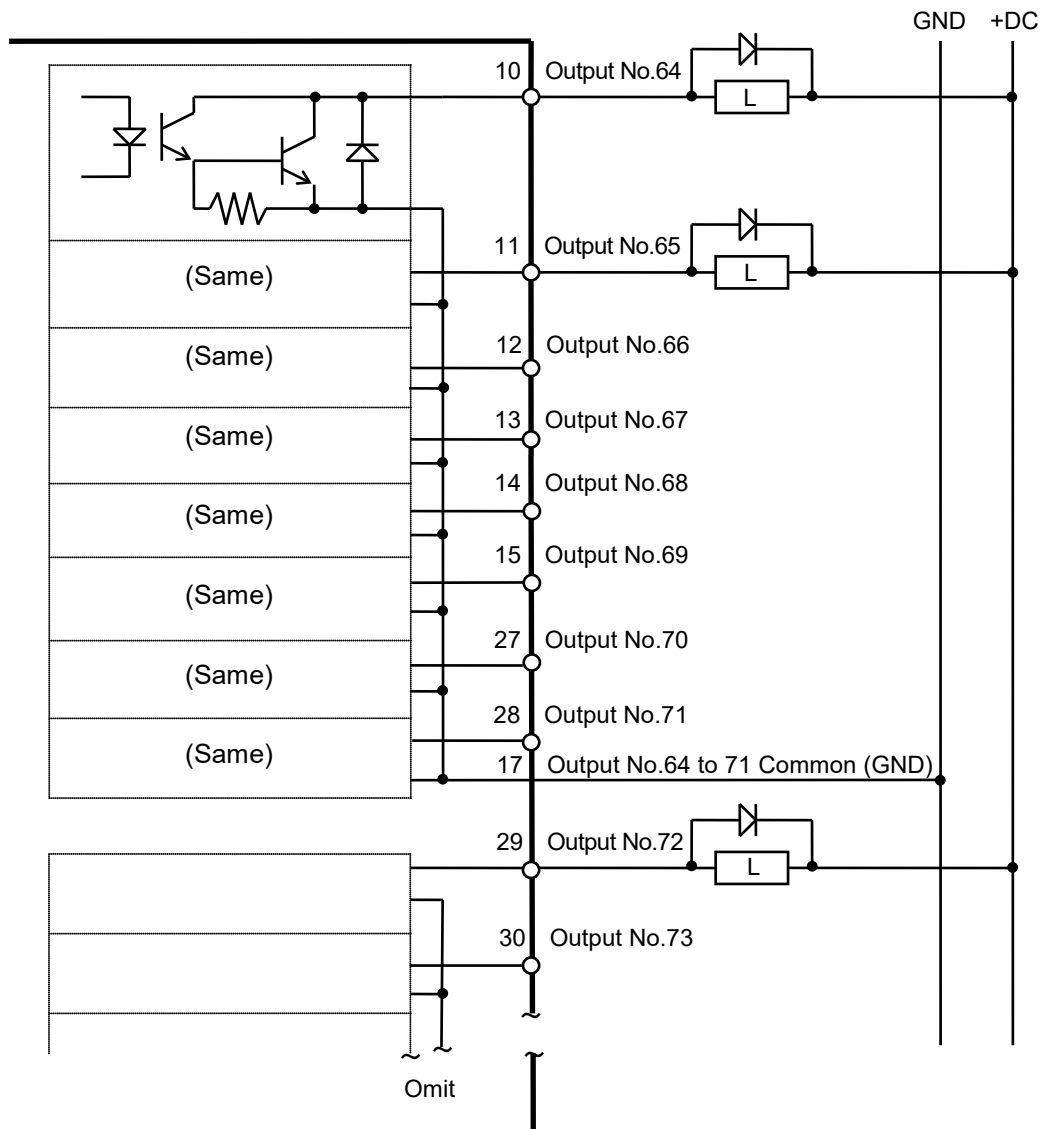 GND +DC
10 Output No.64
L
11 Output No.65
(Same)
L
12 Output No.66
(Same)
13 Output No.67
(Same)
14 Output No.68
(Same)
15 Output No.69
(Same)
27 Output No.70
(Same)
28 Output No.71
(Same)
17 Output No.64 to 71 Common (GND)
29 Output No.72
L
30 Output No.73
Omit